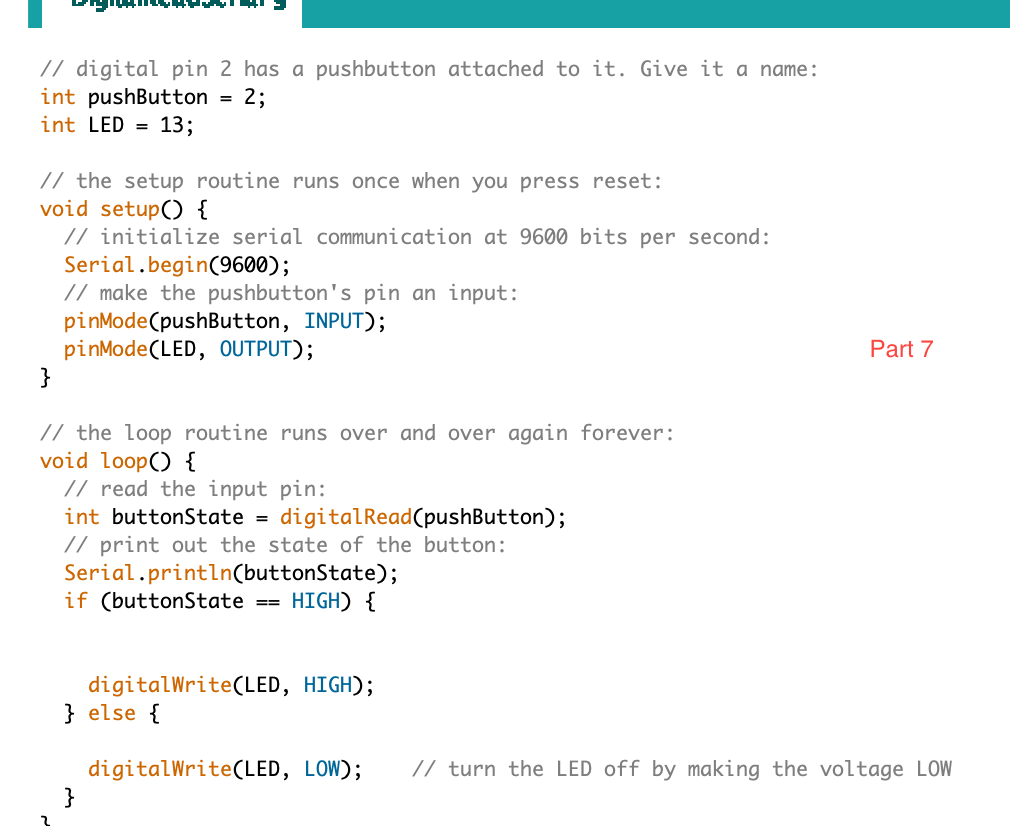 // digital pin 2 has a pushbutton attached to it. Give it a name:
int pushButton = 2;
int LED = 13;
// the setup routine runs once when you press reset:
void setup() {
// initialize serial communication at 9600 bits per second:
Serial.begin(9600);
// make the pushbutton's pin an input:
pinMode(pushButton, INPUT);
pinMode(LED, OUTPUT);
Part 7
}
// the loop routine runs over and over again forever:
void loop() {
// read the input pin:
int buttonState = digitalRead(pushButton);
// print out the state of the button:
Serial.println(buttonState);
if (buttonState == HIGH) {
digitalWrite(LED, HIGH);
} else {
digitalWrite(LED, LOW);    // turn the LED off by making the voltage LOW
}
}